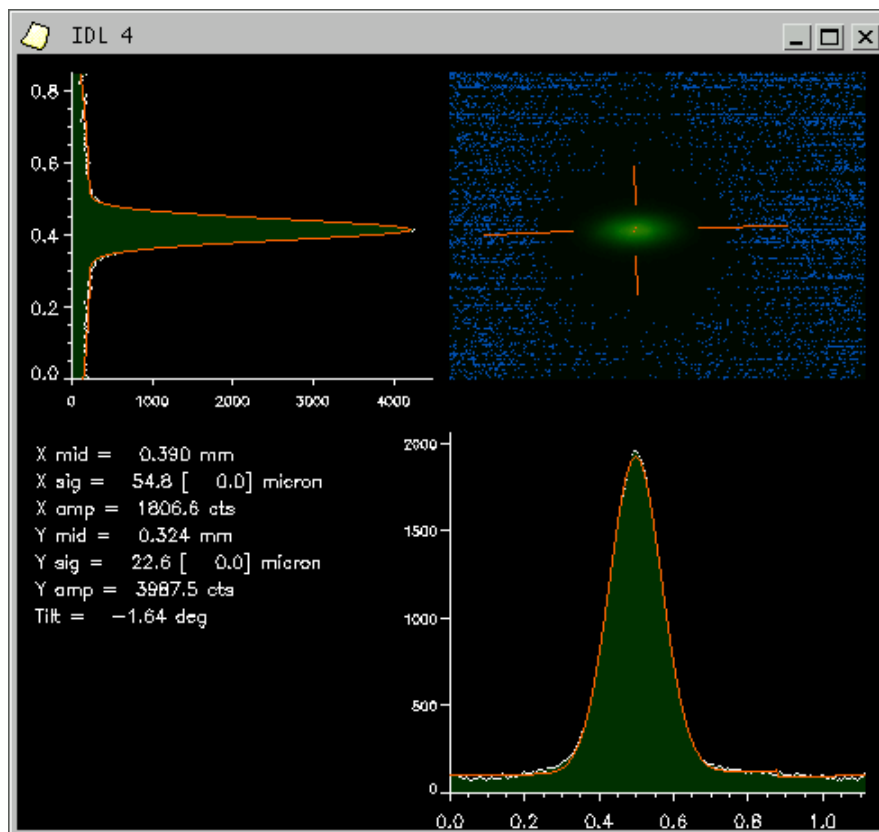 IDL 4
0.8
0.6
0.4
0.2
0.0
0 1000 2000 3000 4000
X mid = 0.390 mm
X sig = 54.8 [ 0.0] micron
X amp = 1806.6 cts
Y mid = 0.324 mm
Y sig = 22.6 [ 0.0] micron
Y amp = 3987.5 cts
Tilt = −1.64 deg
2000
1500
1000
500
0
0.0 0.2 0.4 0.6 0.8 1.0